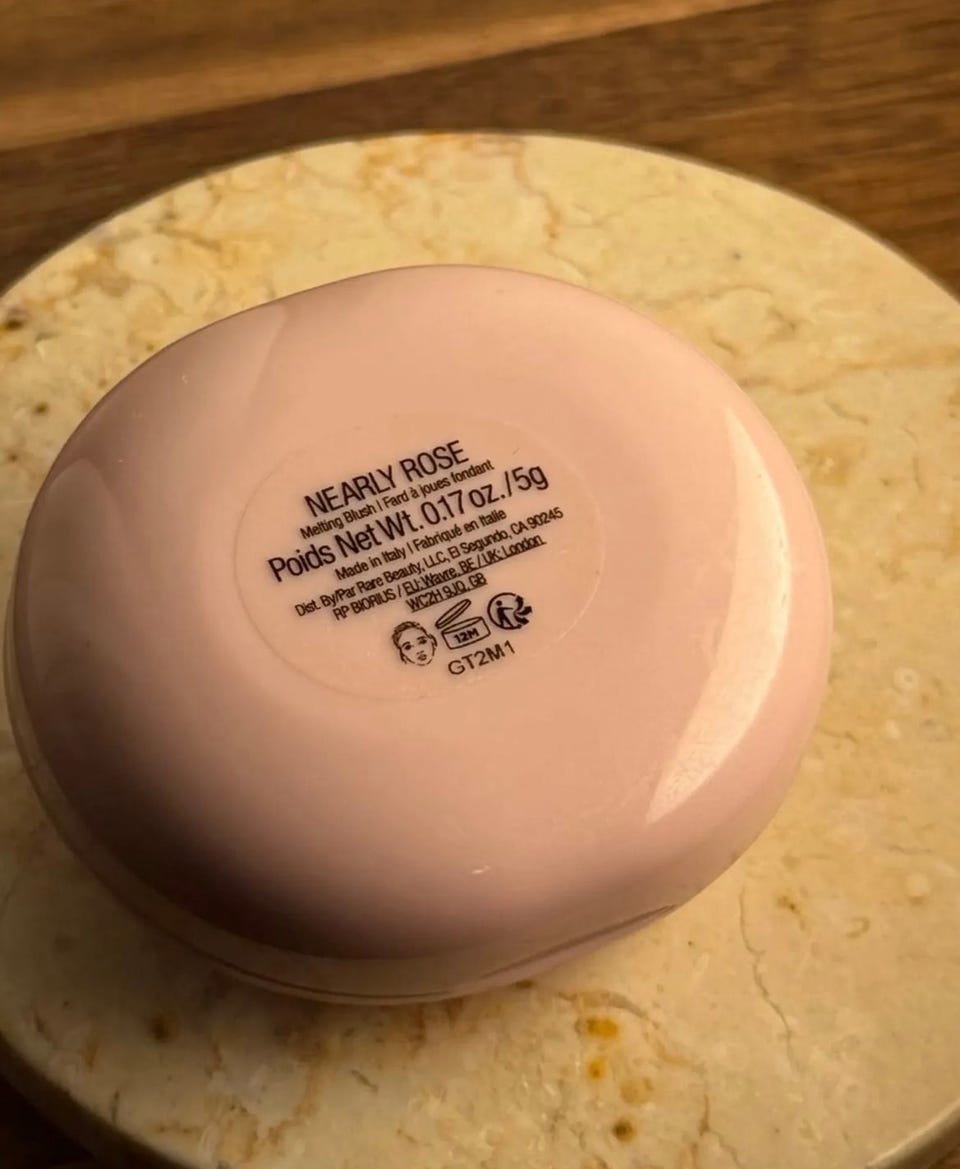 NEARLY ROSE
Melting Blush | Fard à joues fondant
Poids Net Wt. 0.17 oz./5g
Made in Italy | Fabriqué en Italie
Dist. By/Par Rare Beauty, LLC, El Segundo, CA 90245
RP BIORIUS / EU: Wavre, BE / UK: London
WC2H 9JQ, GB
12M
GT2M1